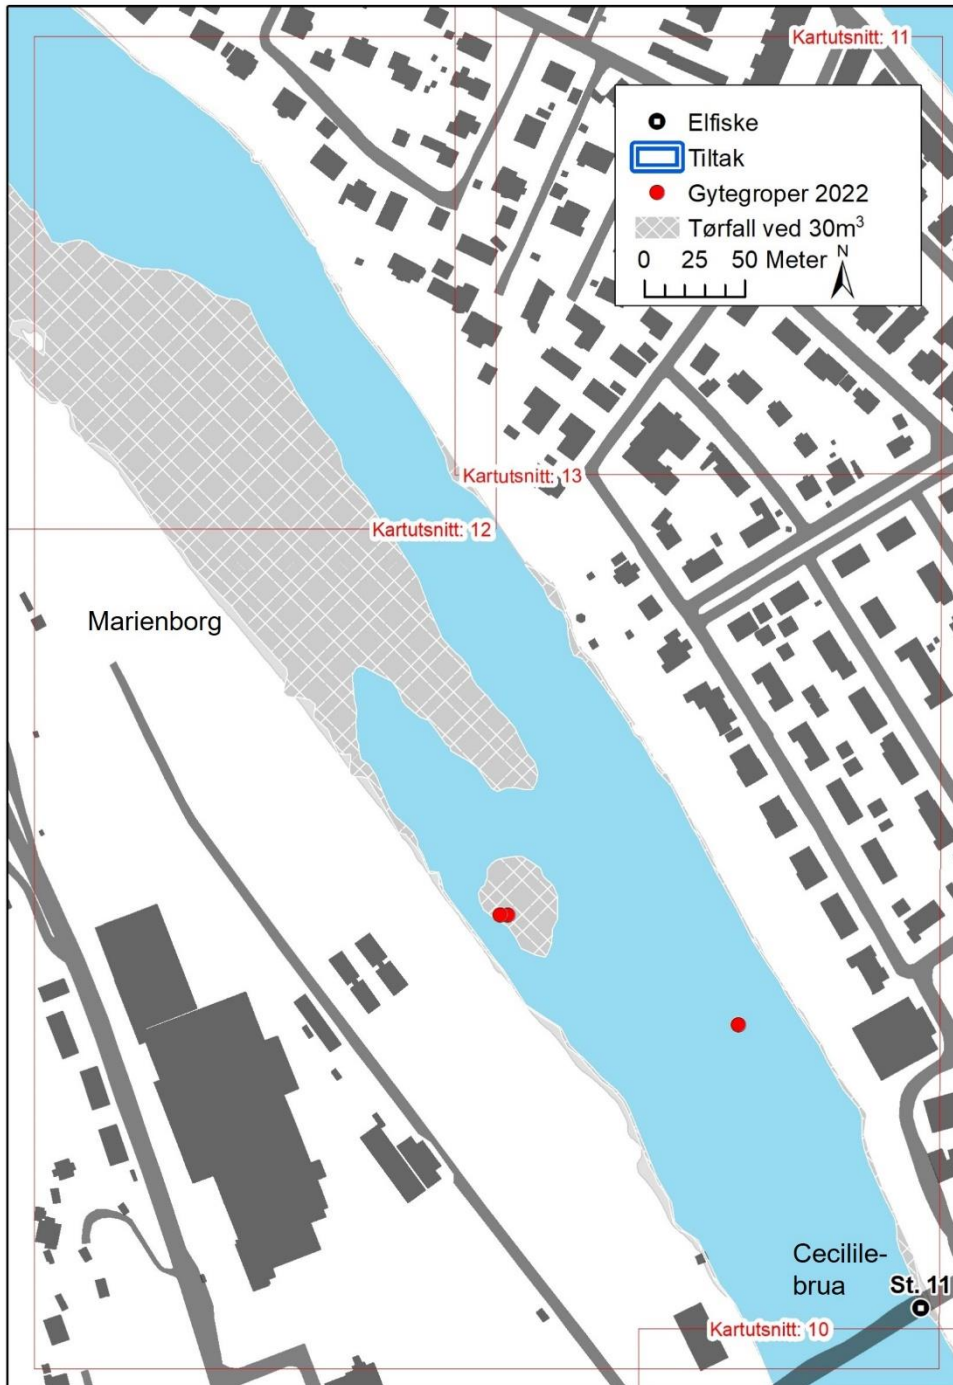 Kartutsnitt: 11
Elfiske
Tiltak
Gytegroper 2022
Tørfall ved 30m³
0 25 50 Meter
N
Kartutsnitt: 13
Kartutsnitt: 12
Marienborg
Cecilile-
brua
St. 11
Kartutsnitt: 10